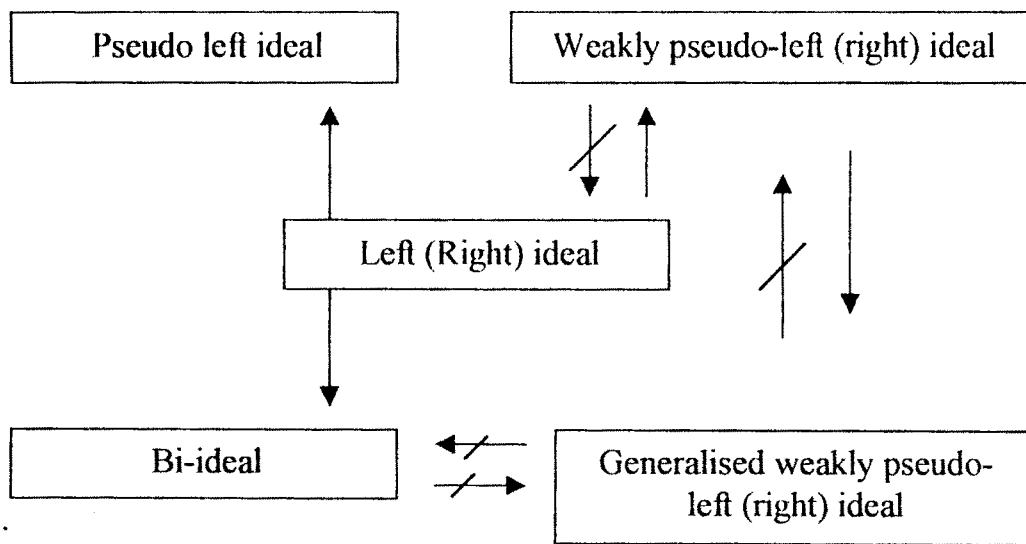 Pseudo left ideal
Weakly pseudo-left (right) ideal
Left (Right) ideal
Bi-ideal
Generalised weakly pseudo-
left (right) ideal